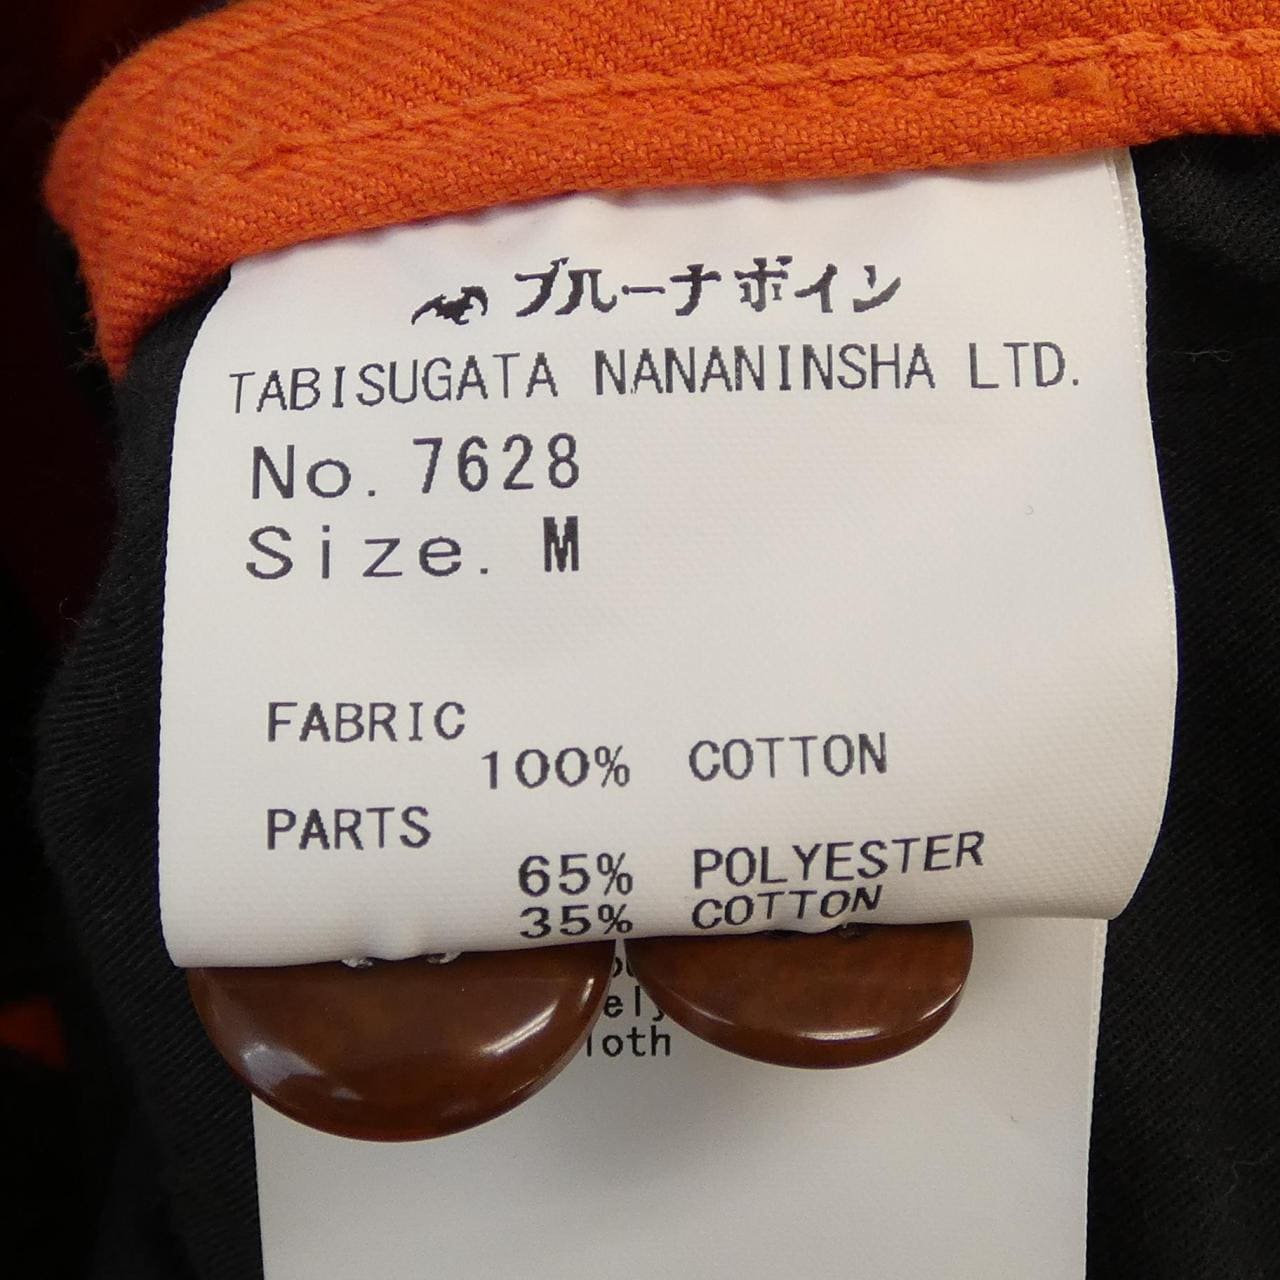 ブルーナボイン
TABISUGATA NANANINSHA LTD.
No. 7628
Size. M
FABRIC
100% COTTON
PARTS
65% POLYESTER
35% COTTON